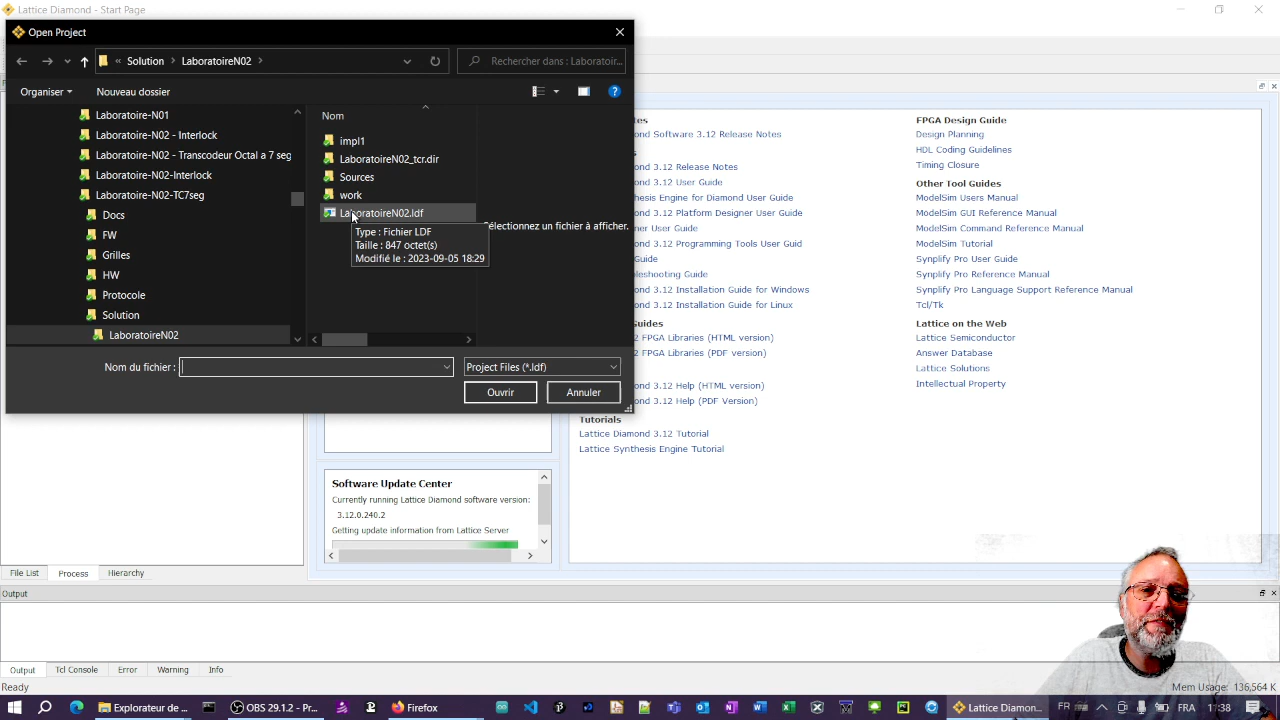 Lattice Diamond - Start Page
Open Project
« Solution > LaboratoireN02 >
Rechercher dans : Laboratoir...
Organiser
Nouveau dossier
Laboratoire-N01
Laboratoire-N02 - Interlock
Laboratoire-N02 - Transcodeur Octal a 7 seg
Laboratoire-N02-Interlock
Laboratoire-N02-TC7seg
Docs
FW
Grilles
HW
Protocole
Solution
LaboratoireN02
Nom
impl1
LaboratoireN02_tcr.dir
Sources
work
LaboratoireN02.ldf
Type : Fichier LDF
Taille : 847 octet(s)
Modifié le : 2023-09-05 18:29
Sélectionnez un fichier à afficher.
Nom du fichier :
Project Files (*.ldf)
Ouvrir
Annuler
tes
ond Software 3.12 Release Notes
ond 3.12 Release Notes
ond 3.12 User Guide
hesis Engine for Diamond User Guide
ond 3.12 Platform Designer User Guide
ner User Guide
ond 3.12 Programming Tools User Guid
Guide
leshooting Guide
ond 3.12 Installation Guide for Windows
ond 3.12 Installation Guide for Linux
Guides
2 FPGA Libraries (HTML version)
2 FPGA Libraries (PDF version)
ond 3.12 Help (HTML version)
ond 3.12 Help (PDF Version)
Tutorials
Lattice Diamond 3.12 Tutorial
Lattice Synthesis Engine Tutorial
FPGA Design Guide
Design Planning
HDL Coding Guidelines
Timing Closure
Other Tool Guides
ModelSim Users Manual
ModelSim GUI Reference Manual
ModelSim Command Reference Manual
ModelSim Tutorial
Synplify Pro User Guide
Synplify Pro Reference Manual
Synplify Pro Language Support Reference Manual
Tcl/Tk
Lattice on the Web
Lattice Semiconductor
Answer Database
Lattice Solutions
Intellectual Property
Software Update Center
Currently running Lattice Diamond software version:
3.12.0.240.2
Getting update information from Lattice Server
File List
Process
Hierarchy
Output
Output
Tcl Console
Error
Warning
Info
Ready
Mem Usage: 136,564 K
Explorateur de ...
OBS 29.1.2 - Pr...
Firefox
Lattice Diamon...
FR
11:38